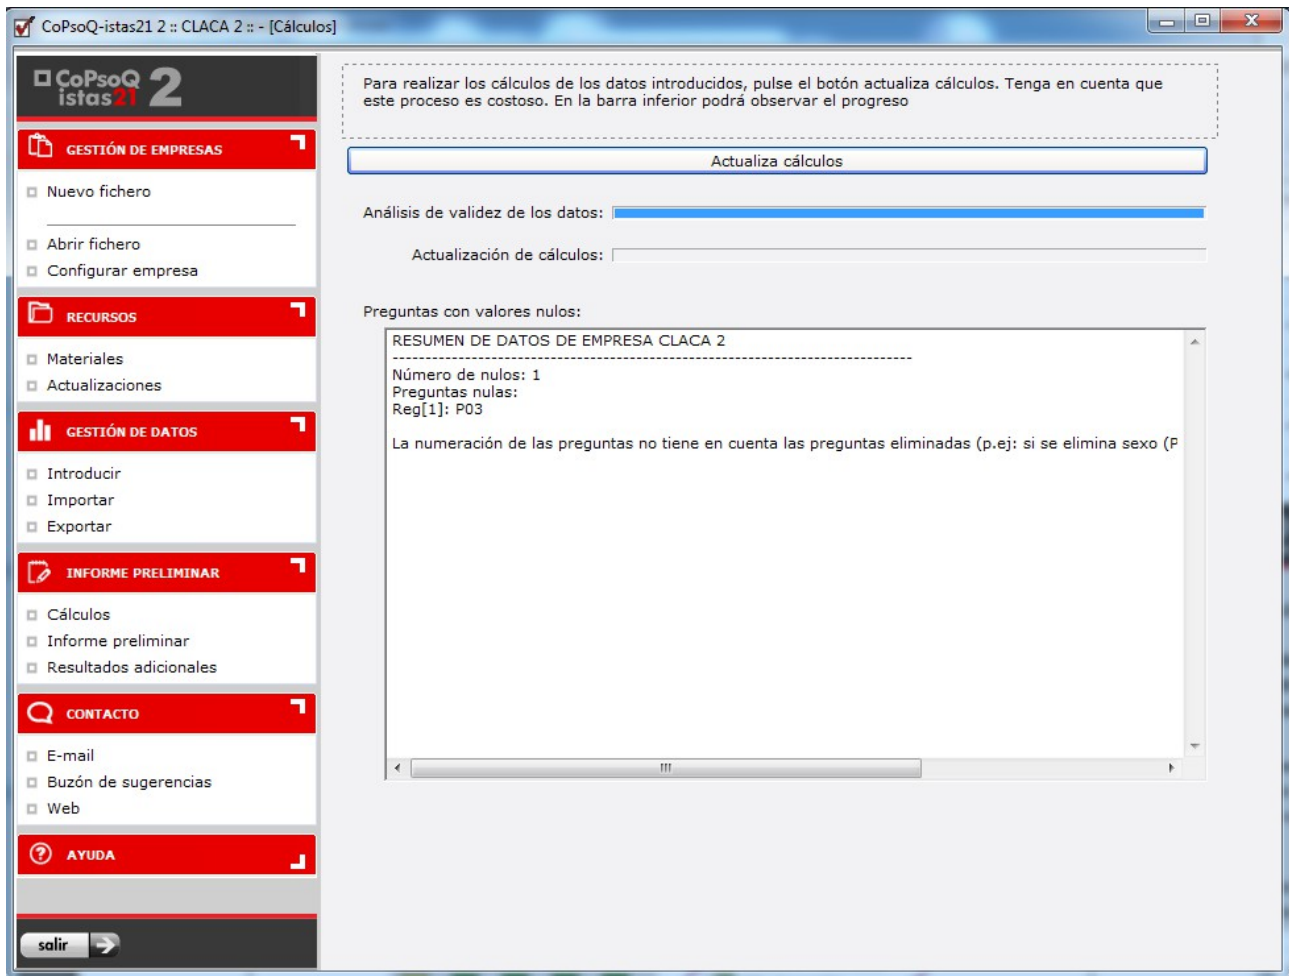 CoPsoQ-istas21 2 :: CLACA 2 :: - [Cálculos]
CoPsoQ 2
istas21
GESTIÓN DE EMPRESAS
Nuevo fichero
Abrir fichero
Configurar empresa
RECURSOS
Materiales
Actualizaciones
GESTIÓN DE DATOS
Introducir
Importar
Exportar
INFORME PRELIMINAR
Cálculos
Informe preliminar
Resultados adicionales
CONTACTO
E-mail
Buzón de sugerencias
Web
AYUDA
salir
Para realizar los cálculos de los datos introducidos, pulse el botón actualiza cálculos. Tenga en cuenta que
este proceso es costoso. En la barra inferior podrá observar el progreso
Actualiza cálculos
Análisis de validez de los datos:
Actualización de cálculos:
Preguntas con valores nulos:
RESUMEN DE DATOS DE EMPRESA CLACA 2
-------------------------------------------------------------------------------
Número de nulos: 1
Preguntas nulas:
Reg[1]: P03
La numeración de las preguntas no tiene en cuenta las preguntas eliminadas (p.ej: si se elimina sexo (P